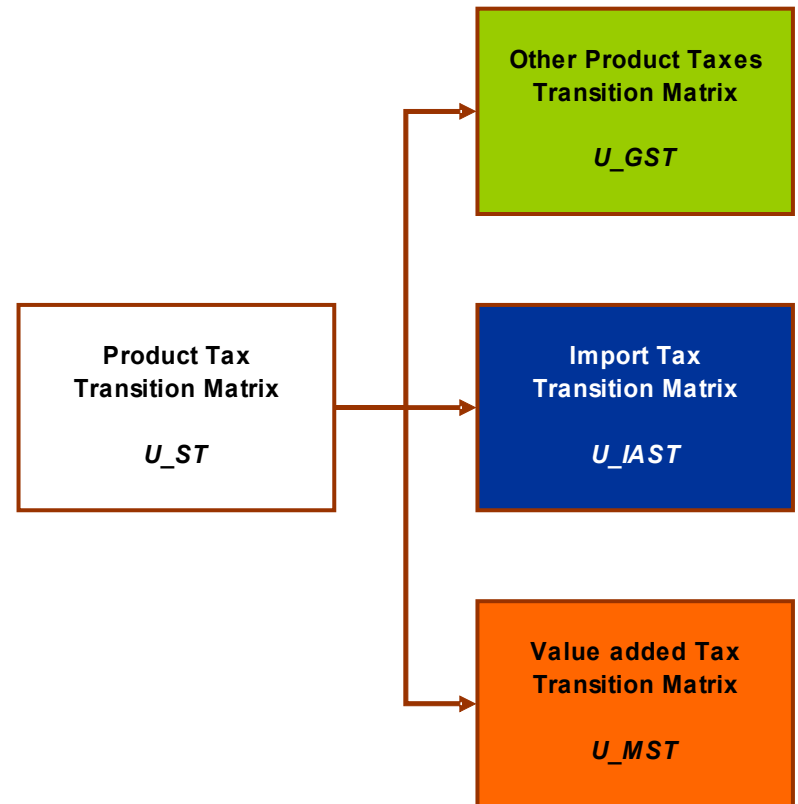 Other Product Taxes
Transition Matrix
U_GST
Product Tax
Transition Matrix
U_ST
Import Tax
Transition Matrix
U_IAST
Value added Tax
Transition Matrix
U_MST